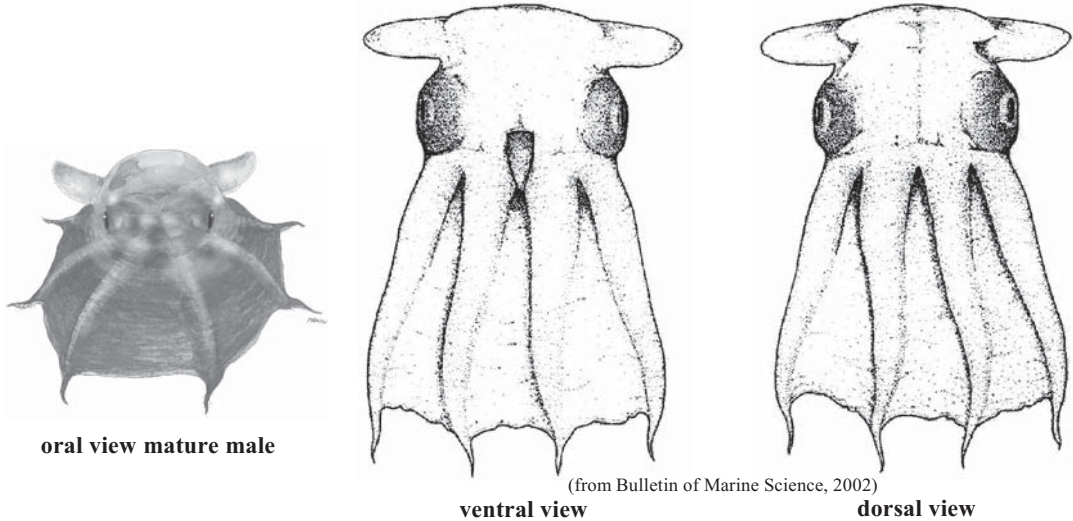 oral view mature male
(from Bulletin of Marine Science, 2002)
ventral view
dorsal view